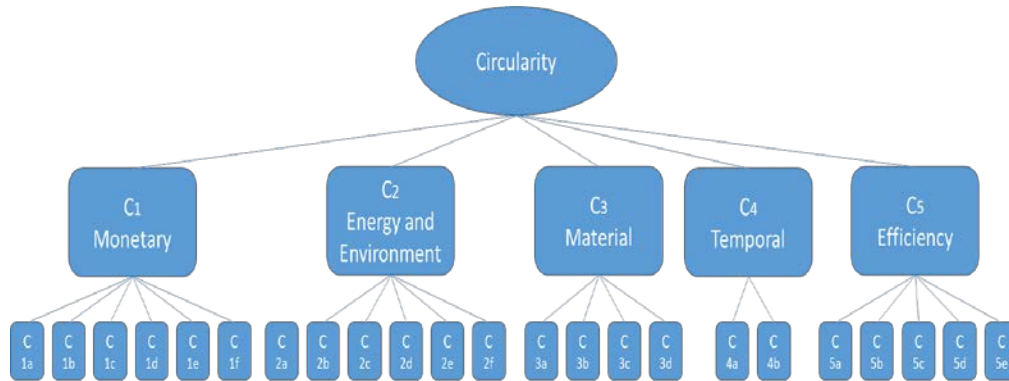 Circularity
C1
Monetary
C2
Energy and
Environment
C3
Material
C4
Temporal
C5
Efficiency
C
1a
C
1b
C
1c
C
1d
C
1e
C
1f
C
2a
C
2b
C
2c
C
2d
C
2e
C
2f
C
3a
C
3b
C
3c
C
3d
C
4a
C
4b
C
5a
C
5b
C
5c
C
5d
C
5e